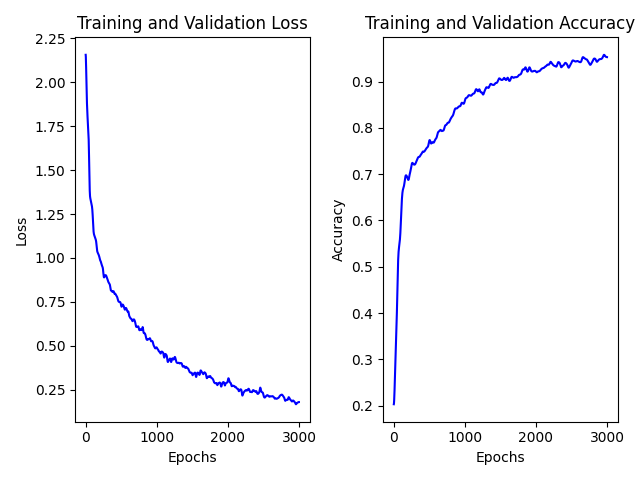 Training and Validation Loss
2.25
2.00
1.75
1.50
1.25
1.00
0.75
0.50
0.25
Loss
0 1000 2000 3000
Epochs
Training and Validation Accuracy
0.9
0.8
0.7
0.6
0.5
0.4
0.3
0.2
Accuracy
0 1000 2000 3000
Epochs